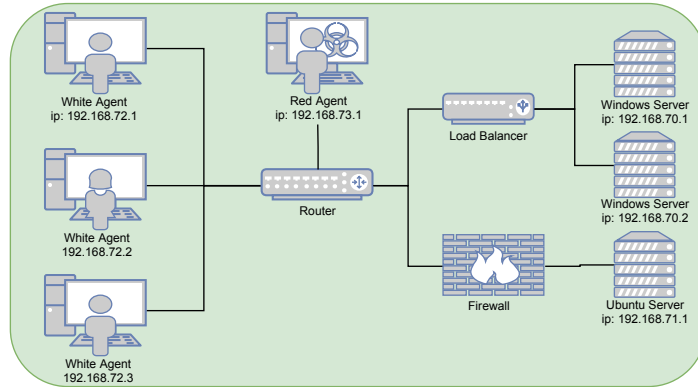 White Agent
ip: 192.168.72.1
Red Agent
ip: 192.168.73.1
Windows Server
ip: 192.168.70.1
Load Balancer
Windows Server
ip: 192.168.70.2
Router
White Agent
192.168.72.2
Firewall
Ubuntu Server
ip: 192.168.71.1
White Agent
192.168.72.3